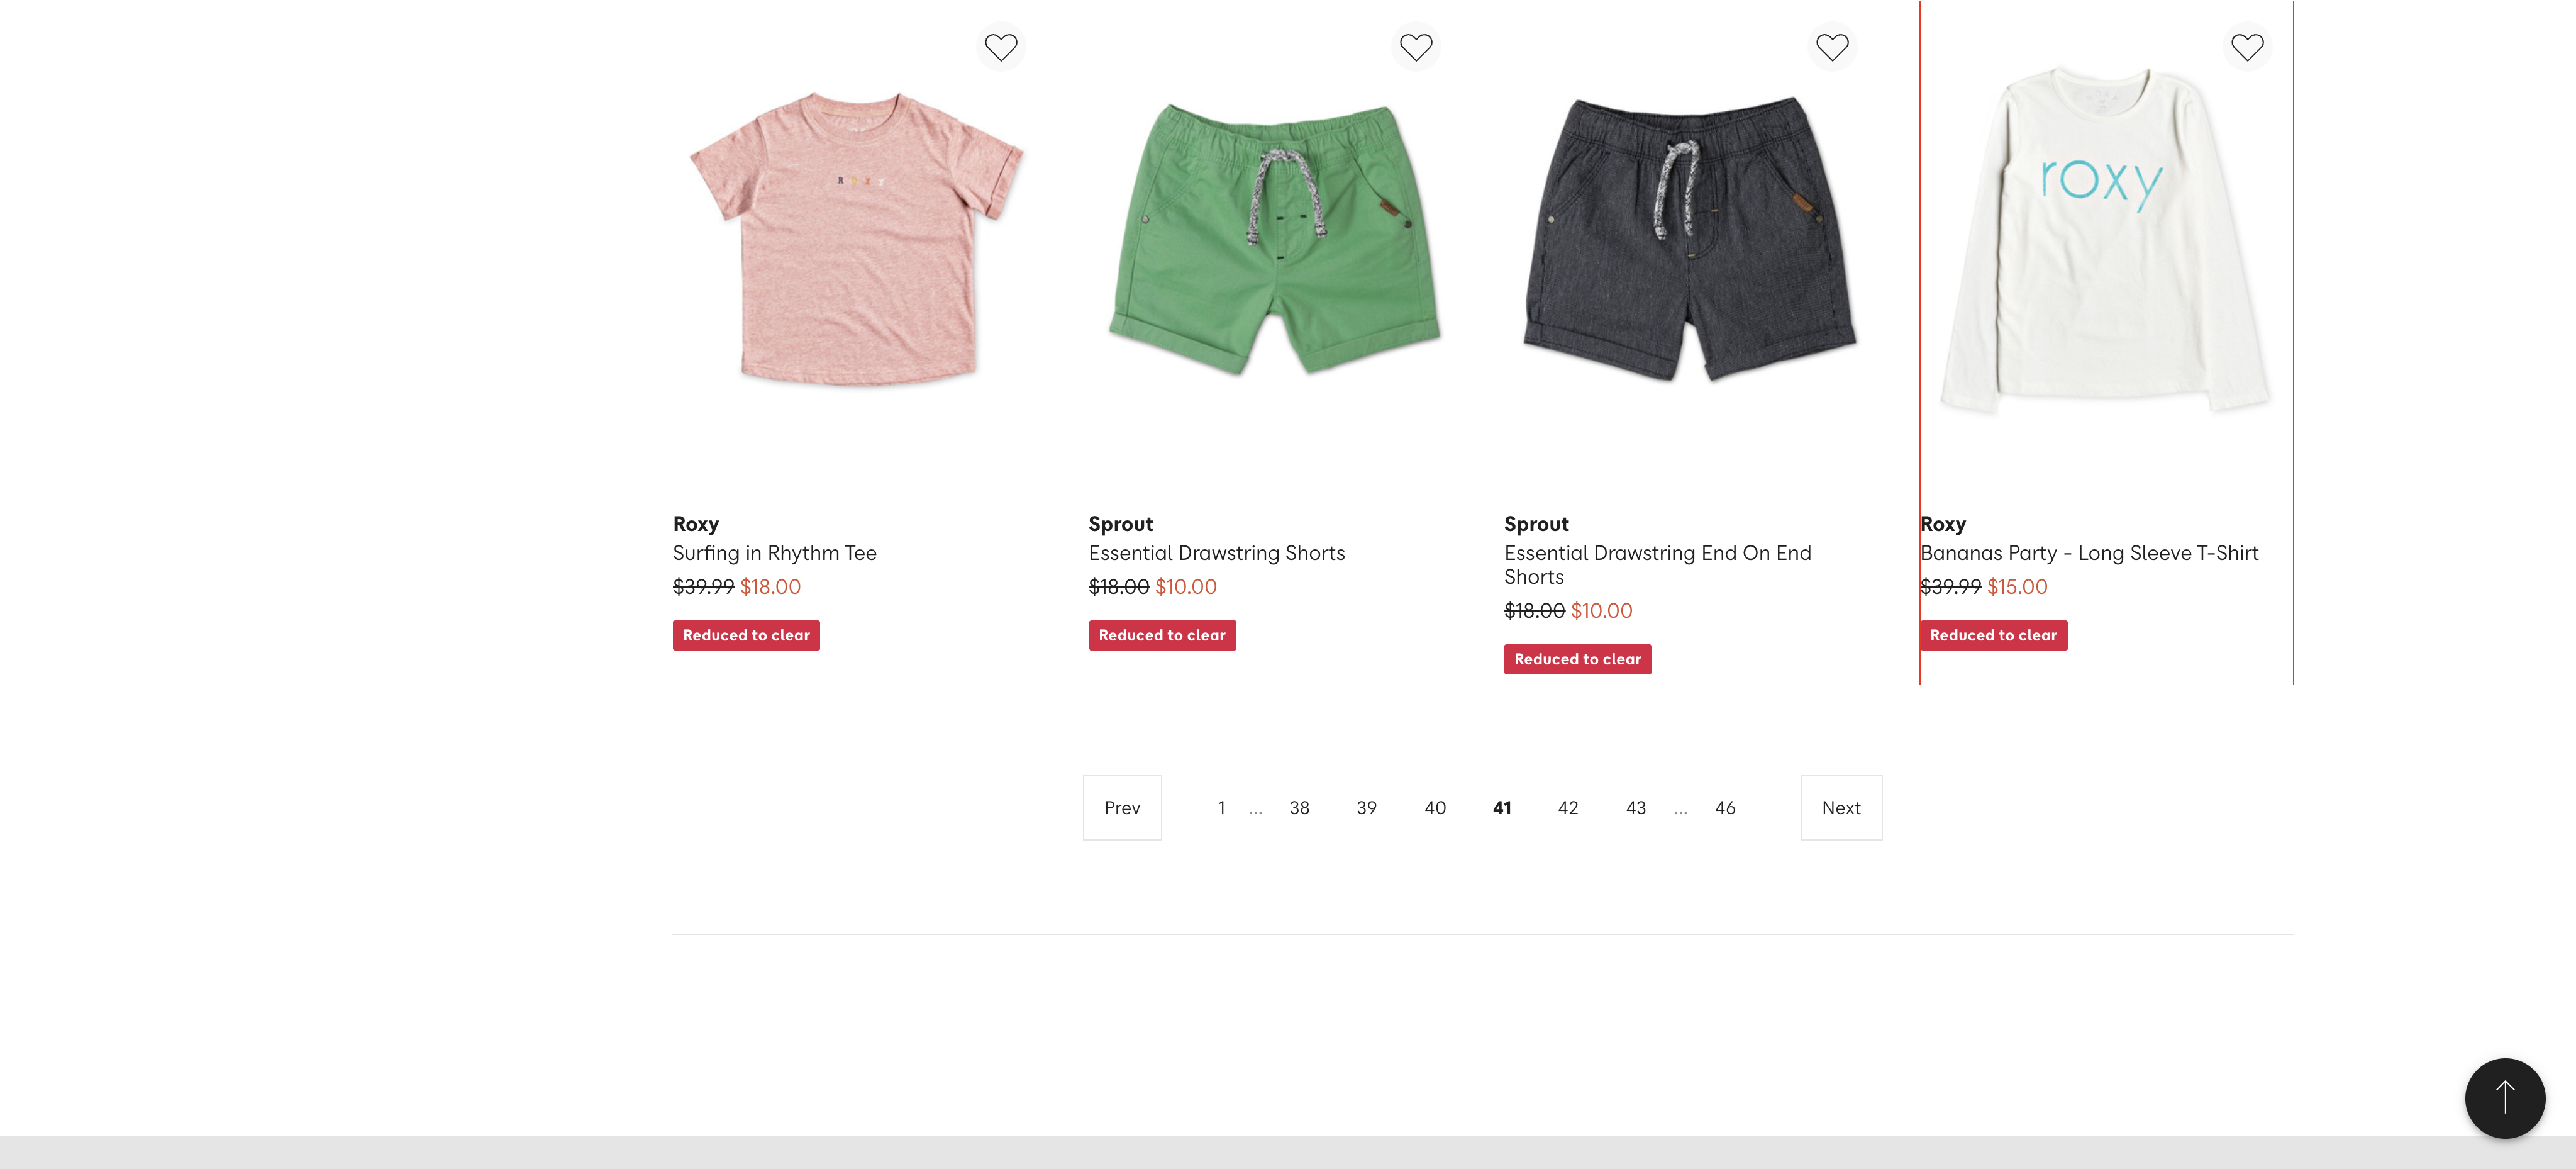 R O X Y
roxy
Roxy
Surfing in Rhythm Tee
$39.99 $18.00
Reduced to clear
Sprout
Essential Drawstring Shorts
$18.00 $10.00
Reduced to clear
Sprout
Essential Drawstring End On End
Shorts
$18.00 $10.00
Reduced to clear
Roxy
Bananas Party - Long Sleeve T-Shirt
$39.99 $15.00
Reduced to clear
Prev 1 ... 38 39 40 41 42 43 ... 46 Next